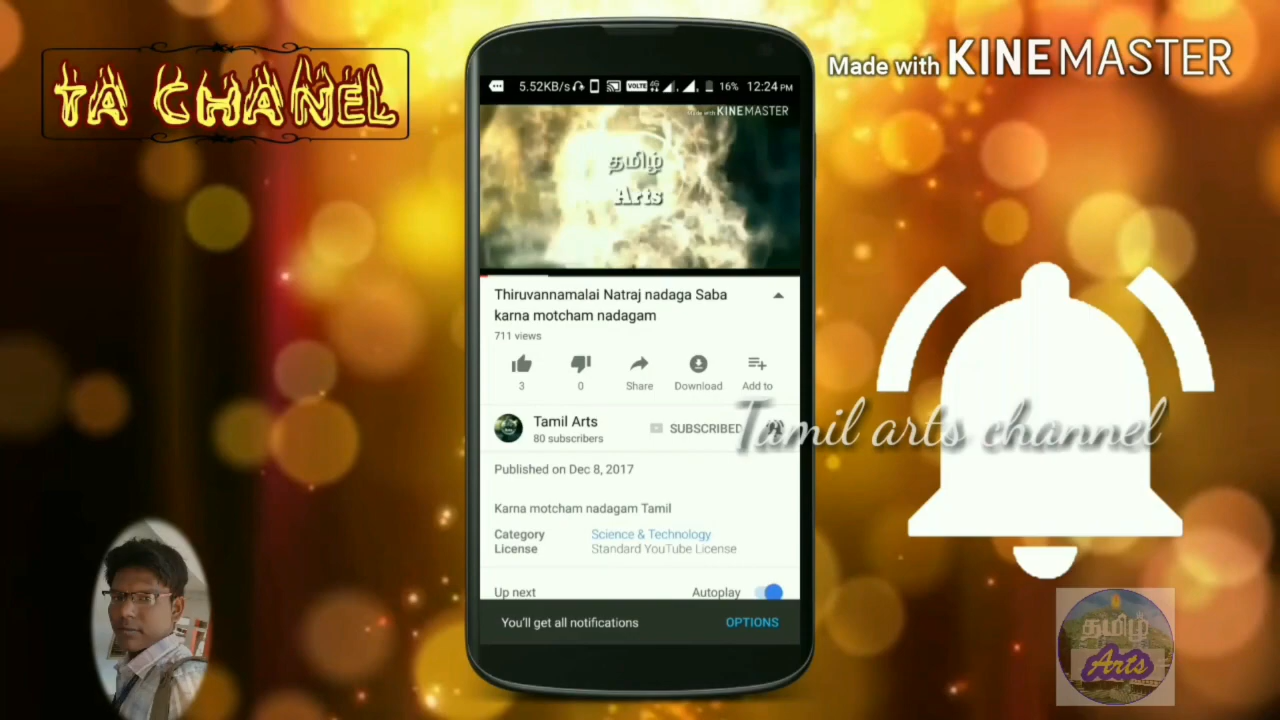 TA CHANEL
Made with KINEMASTER
5.52KB/s VOLTE 4G 16% 12:24 PM
Made with KINEMASTER
தமிழ்
Arts
Thiruvannamalai Natraj nadaga Saba
karna motcham nadagam
711 views
3 0 Share Download Add to
Tamil Arts
SUBSCRIBED
80 subscribers
Tamil arts channel
Published on Dec 8, 2017
Karna motcham nadagam Tamil
Category Science & Technology
License Standard YouTube License
Up next Autoplay
You'll get all notifications OPTIONS
தமிழ்
Arts